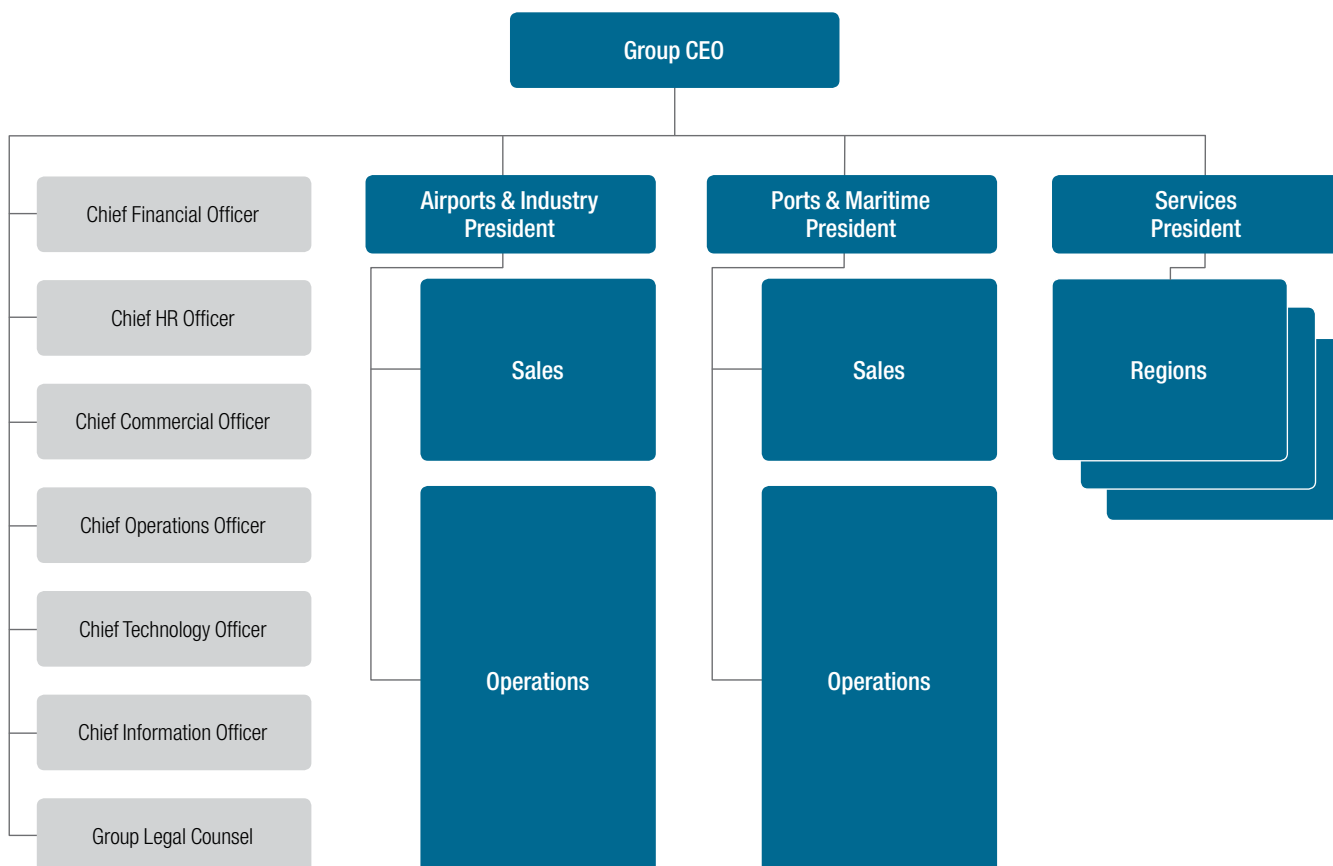 Group CEO
Chief Financial Officer
Chief HR Officer
Chief Commercial Officer
Chief Operations Officer
Chief Technology Officer
Chief Information Officer
Group Legal Counsel
Airports & Industry
President
Sales
Operations
Ports & Maritime
President
Sales
Operations
Services
President
Regions